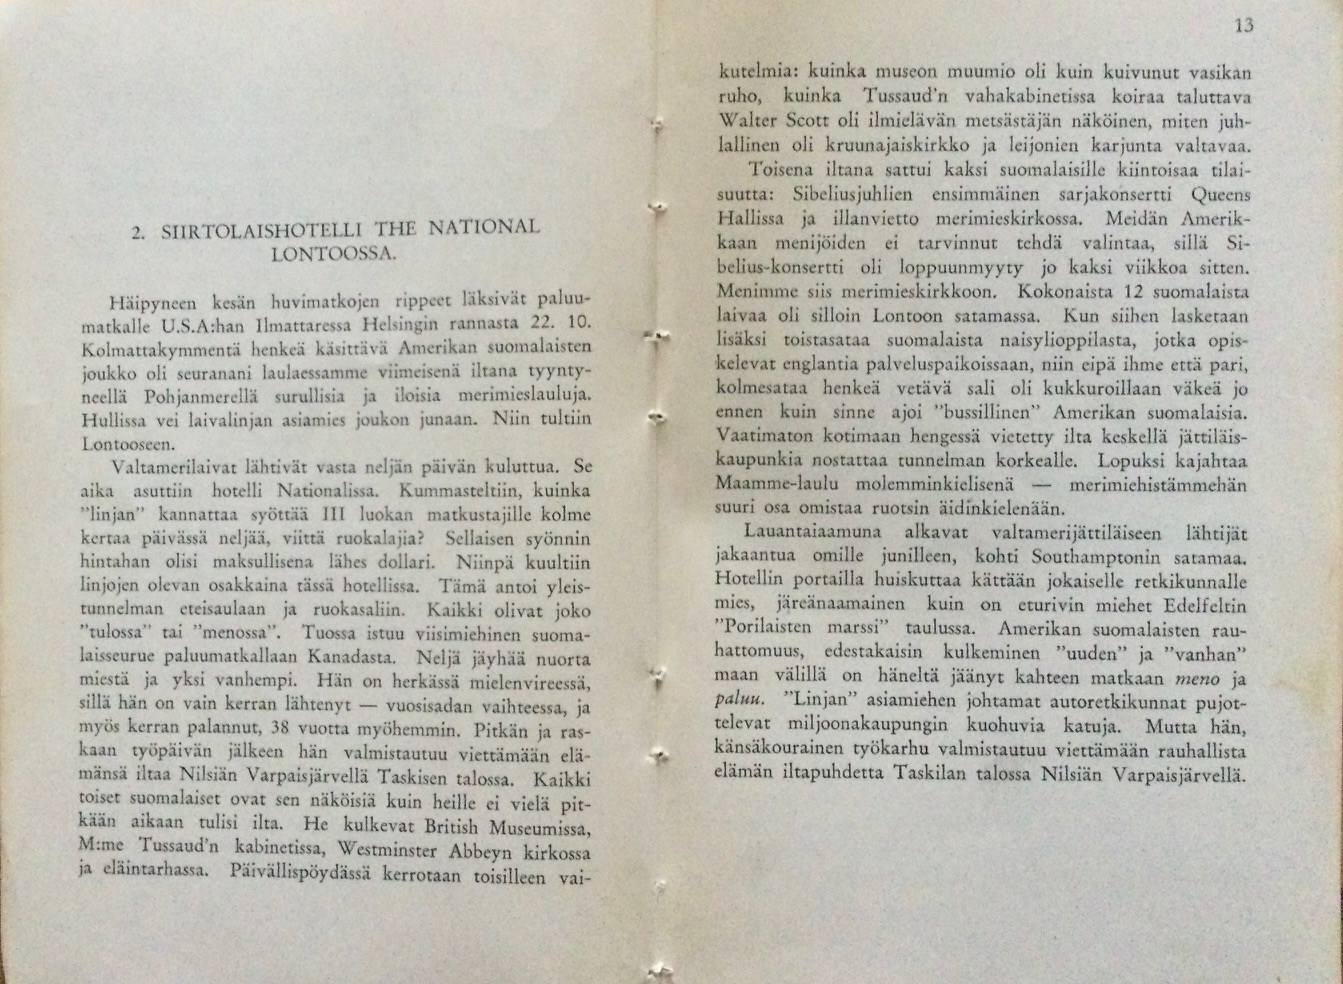 2. SIIRTOLAISHOTELLI THE NATIONAL
LONTOOSSA.
Häipyneen kesän huvimatkojen rippeet läksivät paluu-
matkalle U.S.A:han Ilmattaressa Helsingin rannasta 22. 10.
Kolmattakymmentä henkeä käsittävä Amerikan suomalaisten
joukko oli seuranani laulaessamme viimeisenä iltana tyynty-
neellä Pohjanmerellä surullisia ja iloisia merimieslauluja.
Hullissa vei laivalinjan asiamies joukon junaan. Niin tultiin
Lontooseen.
Valtamerilaivat lähtivät vasta neljän päivän kuluttua. Se
aika asuttiin hotelli Nationalissa. Kummasteltiin, kuinka
"linjan" kannattaa syöttää III luokan matkustajille kolme
kertaa päivässä neljää, viittä ruokalajia? Sellaisen syönnin
hintahan olisi maksullisena lähes dollari. Niinpä kuultiin
linjojen olevan osakkaina tässä hotellissa. Tämä antoi yleis-
tunnelman eteisaulaan ja ruokasaliin. Kaikki olivat joko
"tulossa" tai "menossa". Tuossa istuu viisimiehinen suoma-
laisseurue paluumatkallaan Kanadasta. Neljä jäyhää nuorta
miestä ja yksi vanhempi. Hän on herkässä mielenvireessä,
sillä hän on vain kerran lähtenyt — vuosisadan vaihteessa, ja
myös kerran palannut, 38 vuotta myöhemmin. Pitkän ja ras-
kaan työpäivän jälkeen hän valmistautuu viettämään elä-
mänsä iltaa Nilsiän Varpaisjärvellä Taskisen talossa. Kaikki
toiset suomalaiset ovat sen näköisiä kuin heille ei vielä pit-
kään aikaan tulisi ilta. He kulkevat British Museumissa,
M:me Tussaud'n kabinetissa, Westminster Abbeyn kirkossa
ja eläintarhassa. Päivällispöydässä kerrotaan toisilleen vai-
13
kutelmia: kuinka museon muumio oli kuin kuivunut vasikan
ruho, kuinka Tussaud'n vahakabinetissa koiraa taluttava
Walter Scott oli ilmielävän metsästäjän näköinen, miten juh-
lallinen oli kruunajaiskirkko ja leijonien karjunta valtavaa.
Toisena iltana sattui kaksi suomalaisille kiintoisaa tilai-
suutta: Sibeliusjuhlien ensimmäinen sarjakonsertti Queens
Hallissa ja illanvietto merimieskirkossa. Meidän Amerik-
kaan menijöiden ei tarvinnut tehdä valintaa, sillä Si-
belius-konsertti oli loppuunmyyty jo kaksi viikkoa sitten.
Menimme siis merimieskirkkoon. Kokonaista 12 suomalaista
laivaa oli silloin Lontoon satamassa. Kun siihen lasketaan
lisäksi toistasataa suomalaista naisylioppilasta, jotka opis-
kelevat englantia palveluspaikoissaan, niin eipä ihme että pari,
kolmesataa henkeä vetävä sali oli kukkuroillaan väkeä jo
ennen kuin sinne ajoi "bussillinen" Amerikan suomalaisia.
Vaatimaton kotimaan hengessä vietetty ilta keskellä jättiläis-
kaupunkia nostattaa tunnelman korkealle. Lopuksi kajahtaa
Maamme-laulu molemminkielisenä — merimiehistämmehän
suuri osa omistaa ruotsin äidinkielenään.
Lauantaiaamuna alkavat valtamerijättiläiseen lähtijät
jakaantua omille junilleen, kohti Southamptonin satamaa.
Hotellin portailla huiskuttaa kättään jokaiselle retkikunnalle
mies, järeänaamainen kuin on eturivin miehet Edelfeltin
"Porilaisten marssi" taulussa. Amerikan suomalaisten rau-
hattomuus, edestakaisin kulkeminen "uuden" ja "vanhan"
maan välillä on häneltä jäänyt kahteen matkaan meno ja
paluu. "Linjan" asiamiehen johtamat autoretkikunnat pujot-
televat miljoonakaupungin kuohuvia katuja. Mutta hän,
känsäkourainen työkarhu valmistautuu viettämään rauhallista
elämän iltapuhdetta Taskilan talossa Nilsiän Varpaisjärvellä.